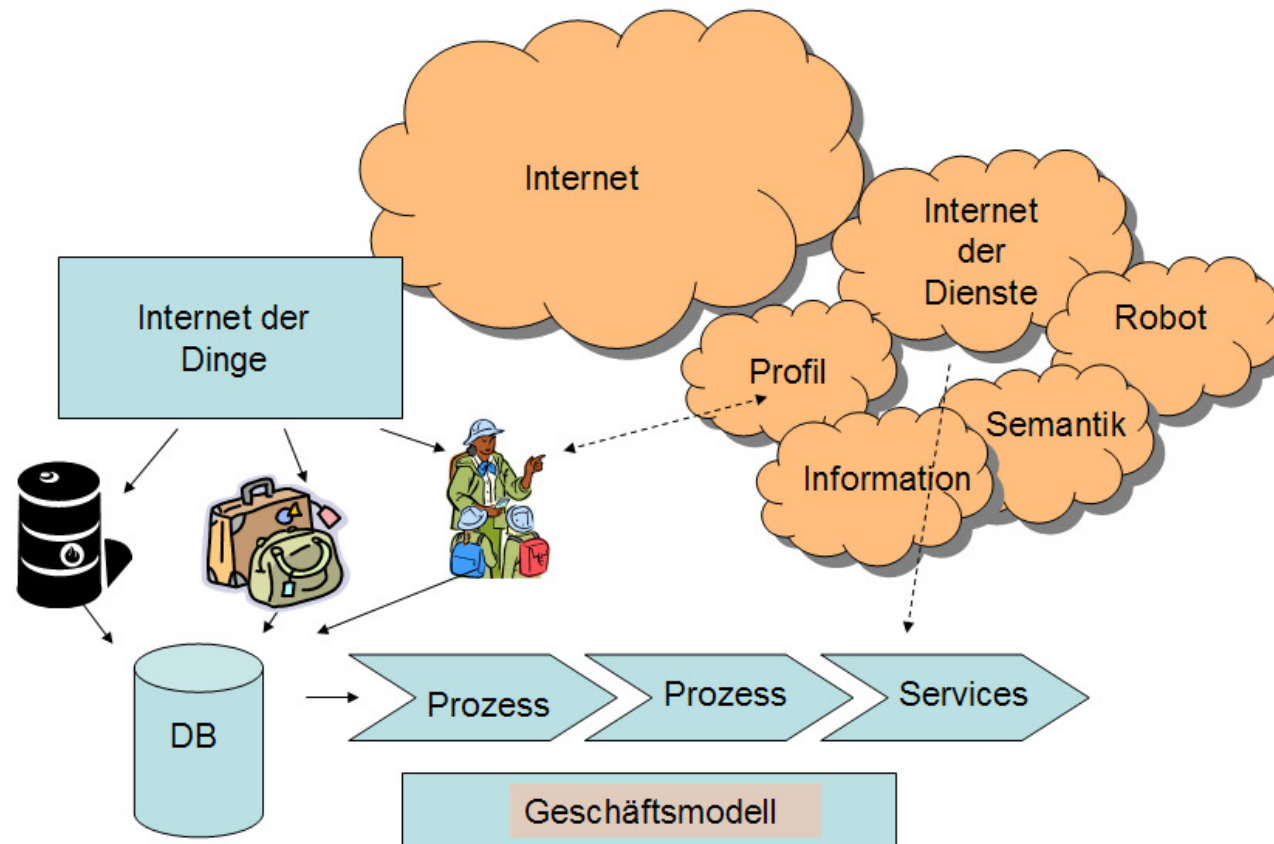 Internet
Internet
der
Dienste
Robot
Internet der
Dinge
Profil
Semantik
Information
DB
Prozess
Prozess
Services
Geschäftsmodell